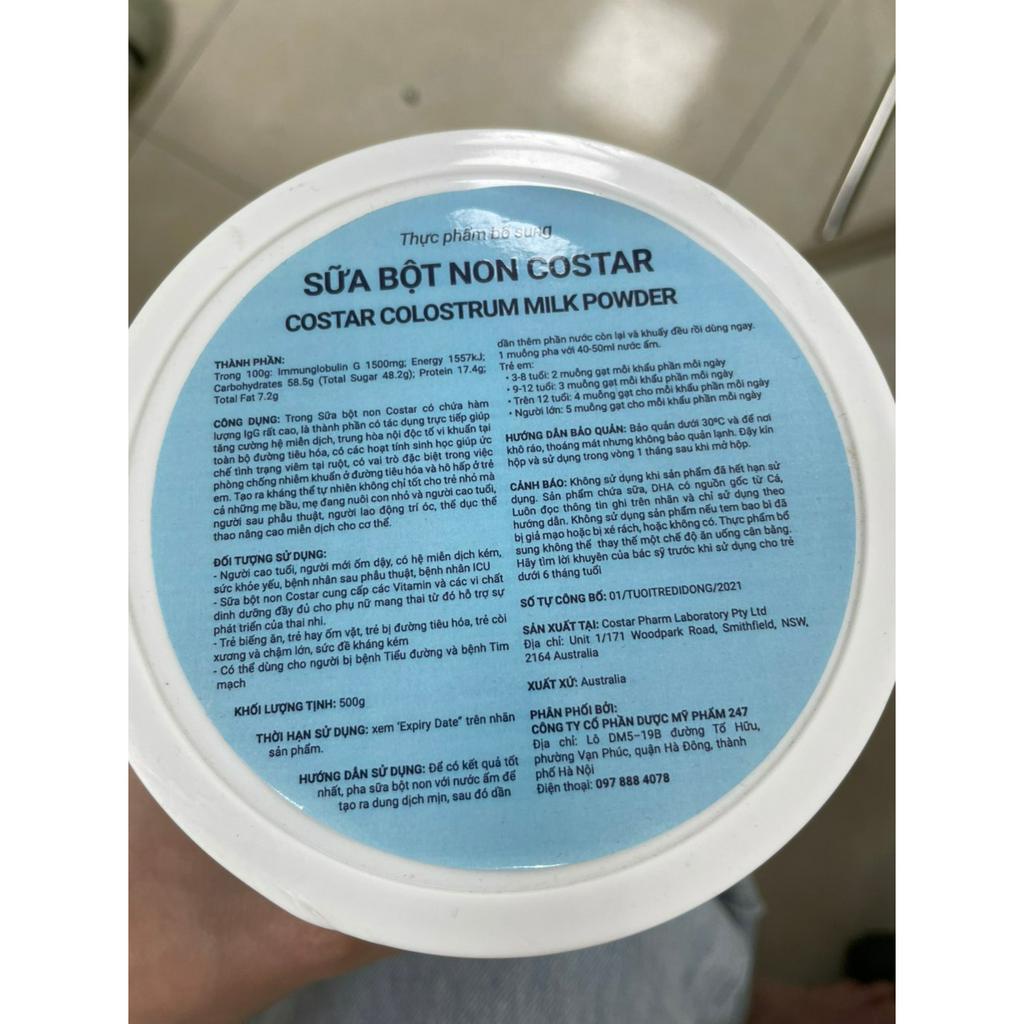 Thực phẩm bổ sung
SỮA BỘT NON COSTAR
COSTAR COLOSTRUM MILK POWDER
THÀNH PHẦN:
Trong 100g: Immunglobulin G 1500mg; Energy 1557kJ;
Carbohydrates 58.5g (Total Sugar 48.2g); Protein 17.4g;
Total Fat 7.2g
CÔNG DỤNG: Trong Sữa bột non Costar có chứa hàm
lượng IgG rất cao, là thành phần có tác dụng trực tiếp giúp
tăng cường hệ miễn dịch, trung hòa nội độc tố vi khuẩn tại
toàn bộ đường tiêu hóa, có các hoạt tính sinh học giúp ức
chế tình trạng viêm tại ruột, có vai trò đặc biệt trong việc
phòng chống nhiễm khuẩn ở đường tiêu hóa và hô hấp ở trẻ
em. Tạo ra kháng thể tự nhiên không chỉ tốt cho trẻ nhỏ mà
cả những mẹ bầu, mẹ đang nuôi con nhỏ và người cao tuổi,
người sau phẫu thuật, người lao động trí óc, thể dục thể
thao nâng cao miễn dịch cho cơ thể.
ĐỐI TƯỢNG SỬ DỤNG:
- Người cao tuổi, người mới ốm dậy, có hệ miễn dịch kém,
sức khỏe yếu, bệnh nhân sau phẫu thuật, bệnh nhân ICU
- Sữa bột non Costar cung cấp các Vitamin và các vi chất
dinh dưỡng đầy đủ cho phụ nữ mang thai từ đó hỗ trợ sự
phát triển của thai nhi.
- Trẻ biếng ăn, trẻ hay ốm vặt, trẻ bị đường tiêu hóa, trẻ còi
xương và chậm lớn, sức đề kháng kém
- Có thể dùng cho người bị bệnh Tiểu đường và bệnh Tim
mạch
KHỐI LƯỢNG TỊNH: 500g
THỜI HẠN SỬ DỤNG: xem "Expiry Date" trên nhãn
sản phẩm.
HƯỚNG DẪN SỬ DỤNG: Để có kết quả tốt
nhất, pha sữa bột non với nước ấm để
tạo ra dung dịch mịn, sau đó dần
dần thêm phần nước còn lại và khuấy đều rồi dùng ngay.
1 muỗng pha với 40-50ml nước ấm.
Trẻ em:
• 3-8 tuổi: 2 muỗng gạt mỗi khẩu phần mỗi ngày
• 9-12 tuổi: 3 muỗng gạt mỗi khẩu phần mỗi ngày
• Trên 12 tuổi: 4 muỗng gạt cho mỗi khẩu phần mỗi ngày
• Người lớn: 5 muỗng gạt cho mỗi khẩu phần mỗi ngày
HƯỚNG DẪN BẢO QUẢN: Bảo quản dưới 30ºC và để nơi
khô ráo, thoáng mát nhưng không bảo quản lạnh. Đậy kín
hộp và sử dụng trong vòng 1 tháng sau khi mở hộp.
CẢNH BÁO: Không sử dụng khi sản phẩm đã hết hạn sử
dụng. Sản phẩm chứa sữa, DHA có nguồn gốc từ Cá,
Luôn đọc thông tin ghi trên nhãn và chỉ sử dụng theo
hướng dẫn. Không sử dụng sản phẩm nếu tem bao bì đã
bị giả mạo hoặc bị xé rách, hoặc không có. Thực phẩm bổ
sung không thể thay thế một chế độ ăn uống cân bằng.
Hãy tìm lời khuyên của bác sỹ trước khi sử dụng cho trẻ
dưới 6 tháng tuổi
SỐ TỰ CÔNG BỐ: 01/TUOITREDIDONG/2021
SẢN XUẤT TẠI: Costar Pharm Laboratory Pty Ltd
Địa chỉ: Unit 1/171 Woodpark Road, Smithfield, NSW,
2164 Australia
XUẤT XỨ: Australia
PHÂN PHỐI BỞI:
CÔNG TY CỔ PHẦN DƯỢC MỸ PHẨM 247
Địa chỉ: Lô DM5-19B đường Tố Hữu,
phường Vạn Phúc, quận Hà Đông, thành
phố Hà Nội
Điện thoại: 097 888 4078